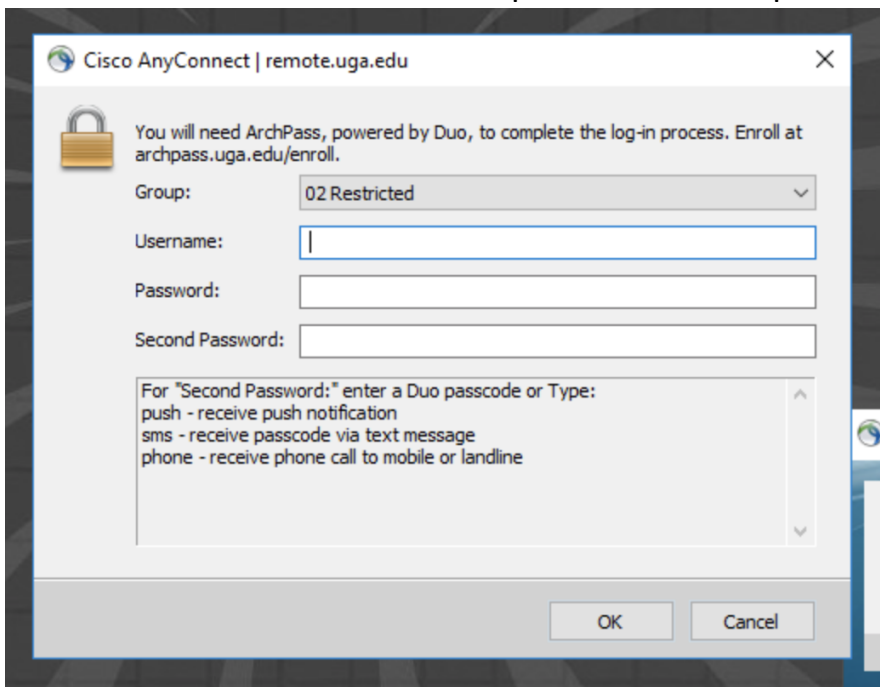 Cisco AnyConnect | remote.uga.edu
You will need ArchPass, powered by Duo, to complete the log-in process. Enroll at
archpass.uga.edu/enroll.
Group: 02 Restricted
Username:
Password:
Second Password:
For "Second Password:" enter a Duo passcode or Type:
push - receive push notification
sms - receive passcode via text message
phone - receive phone call to mobile or landline
OK Cancel